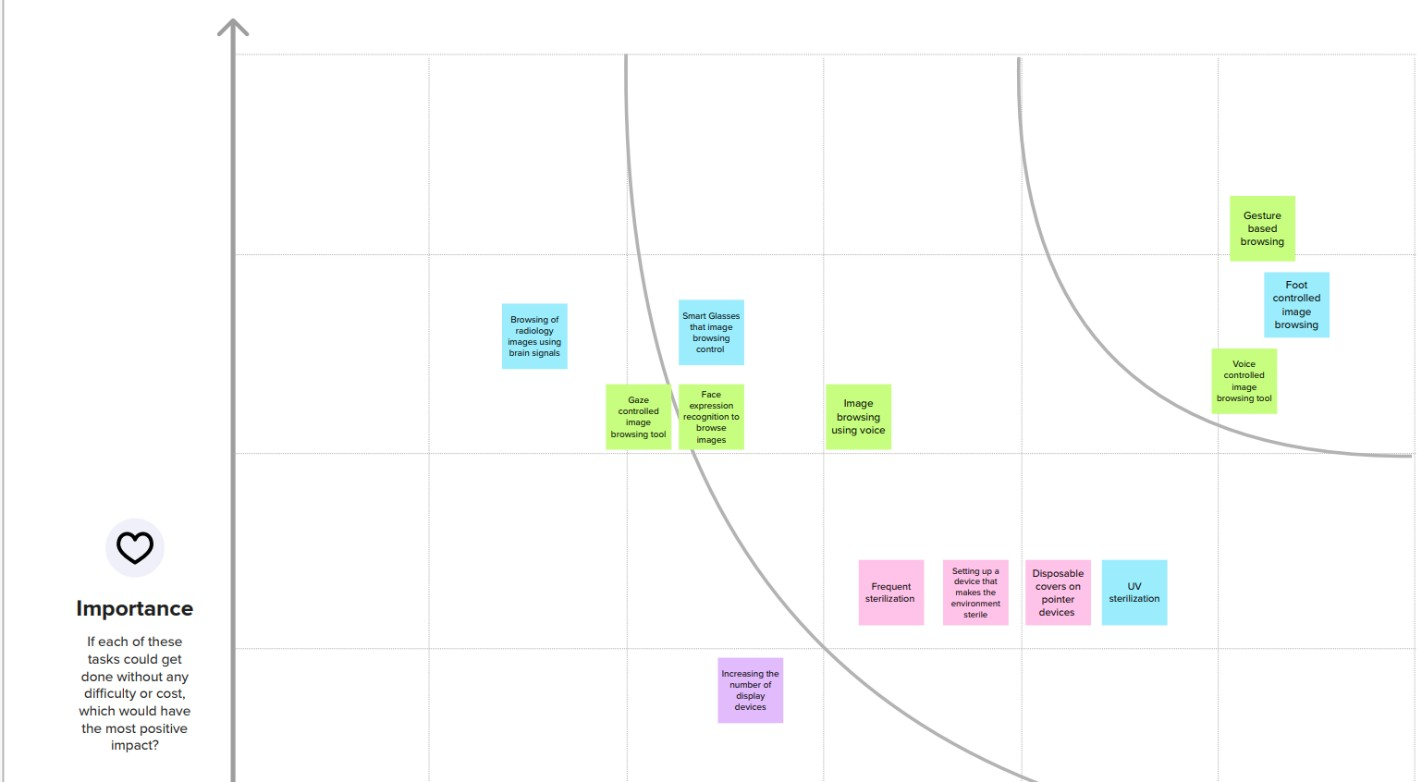 Gesture
based
browsing
Foot
controlled
image
browsing
Browsing of
radiology
images using
brain signals
Smart Glasses
that image
browsing
control
Voice
controlled
image
browsing tool
Gaze
controlled
image
browsing tool
Face
expression
recognition to
browse
images
Image
browsing
using voice
Frequent
sterilization
Setting up a
device that
makes the
environment
sterile
Disposable
covers on
pointer
devices
UV
sterilization
Importance
If each of these
tasks could get
done without any
difficulty or cost,
which would have
the most positive
impact?
Increasing the
number of
display
devices